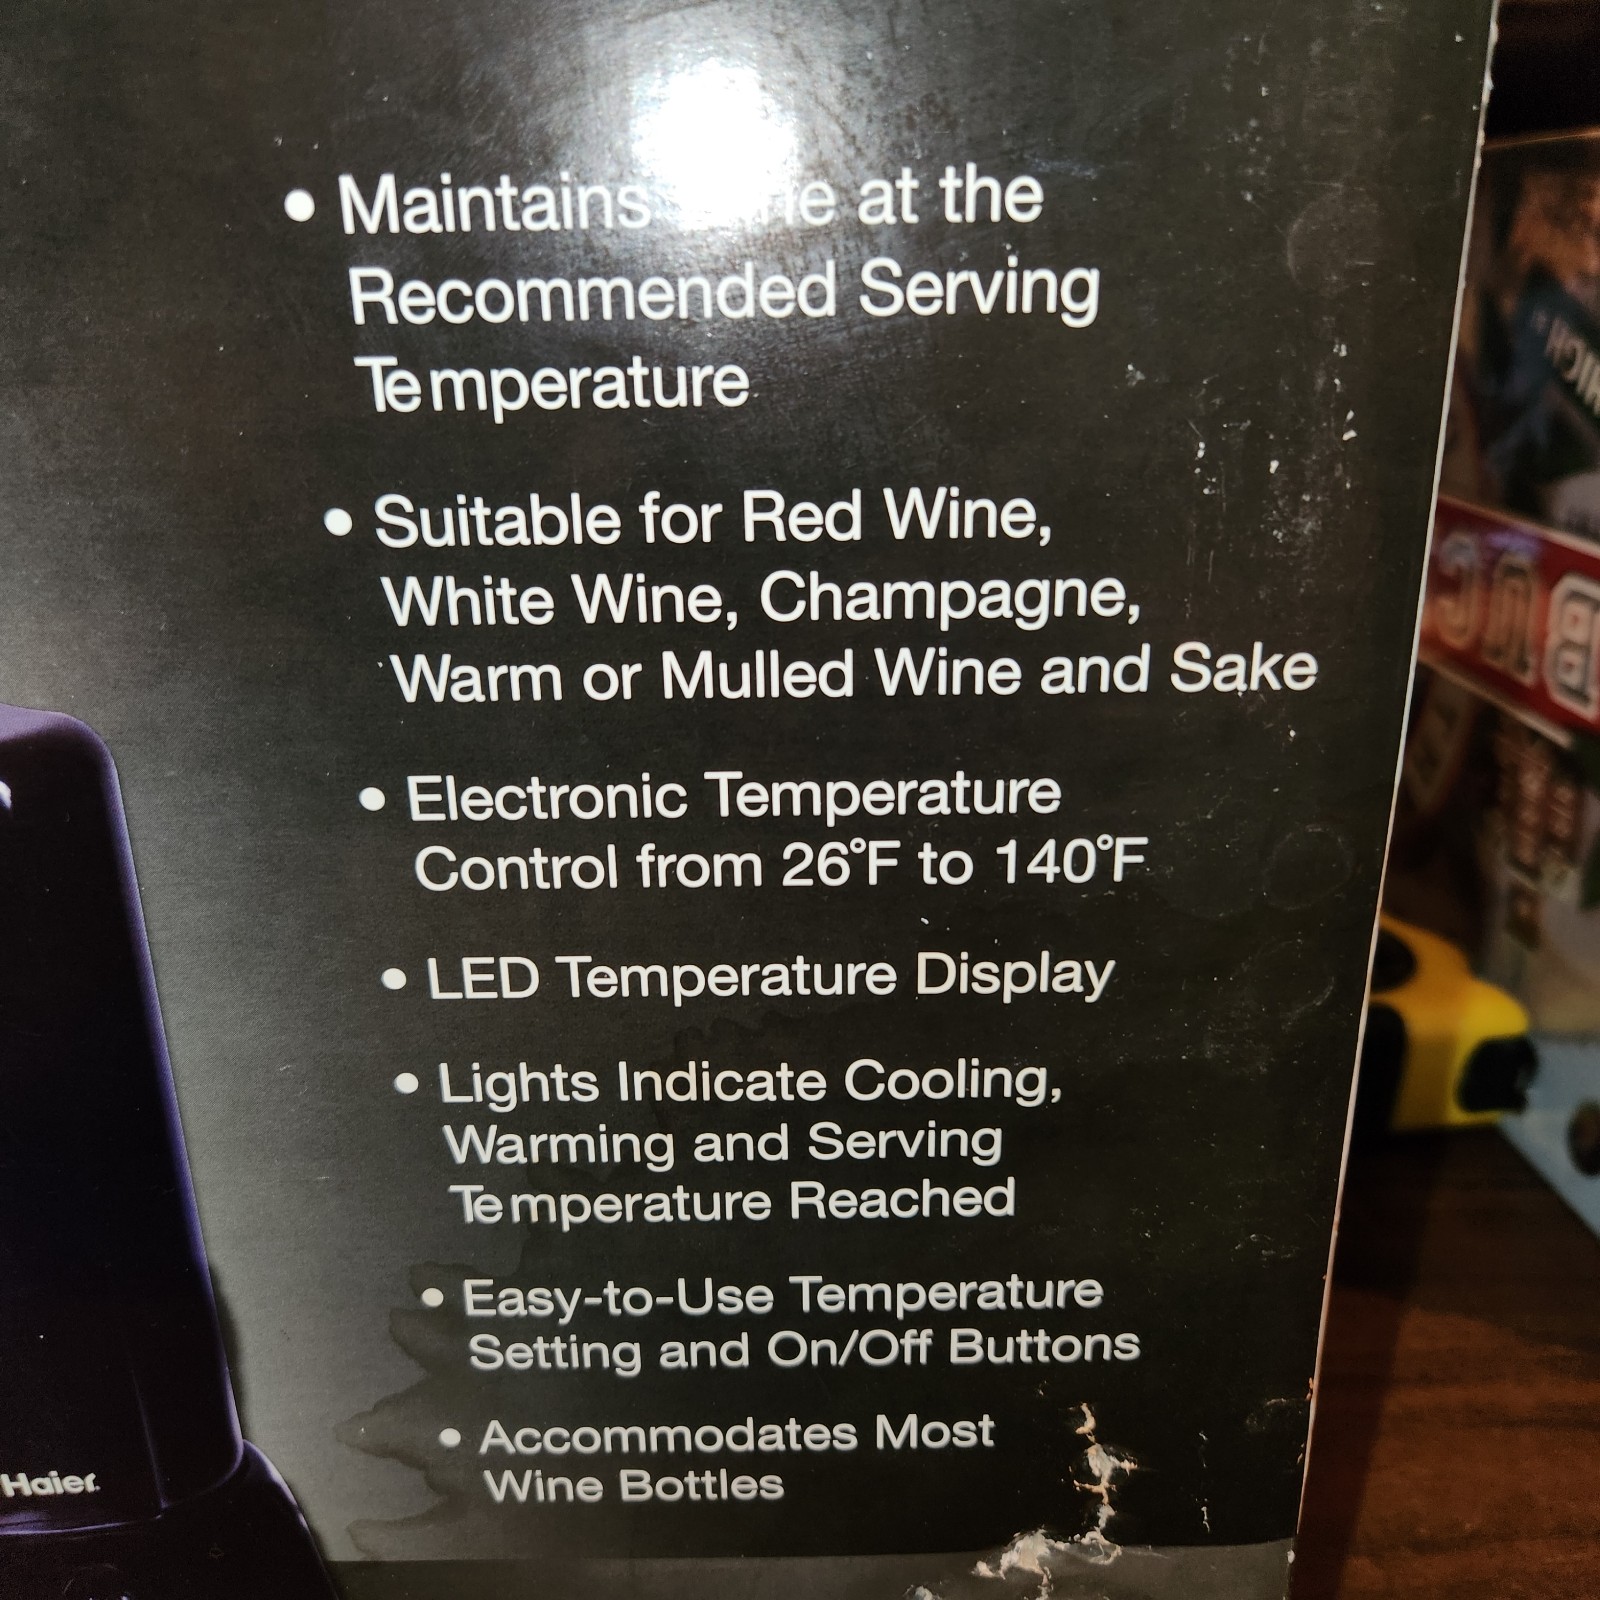 • Maintains at the
Recommended Serving
Temperature
• Suitable for Red Wine,
White Wine, Champagne,
Warm or Mulled Wine and Sake
• Electronic Temperature
Control from 26°F to 140°F
• LED Temperature Display
• Lights Indicate Cooling,
Warming and Serving
Temperature Reached
• Easy-to-Use Temperature
Setting and On/Off Buttons
• Accommodates Most
Wine Bottles
Haier